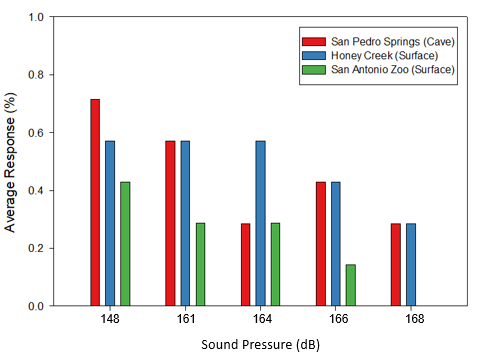 1.0
0.8
0.6
0.4
0.2
0.0
Average Response (%)
San Pedro Springs (Cave)
Honey Creek (Surface)
San Antonio Zoo (Surface)
148 161 164 166 168
Sound Pressure (dB)